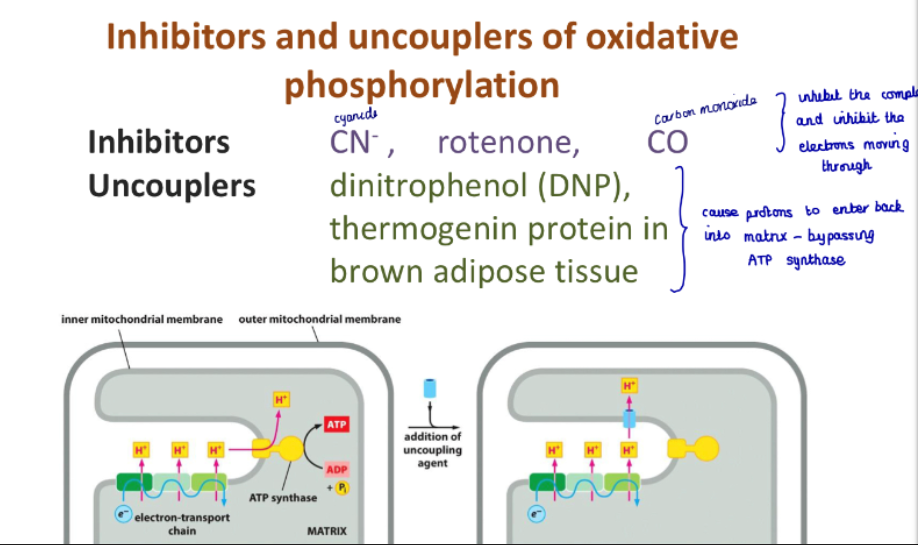 Inhibitors and uncouplers of oxidative
phosphorylation
cyanide
carbon monoxide
Inhibitors CN⁻, rotenone, CO
inhibit the comple
and inhibit the
electrons moving
through
Uncouplers dinitrophenol (DNP),
thermogenin protein in
brown adipose tissue
cause protons to enter back
into matrix – bypassing
ATP synthase
inner mitochondrial membrane outer mitochondrial membrane
H⁺
ATP
H⁺ H⁺ H⁺
ADP
+ Pi
ATP synthase
e⁻
electron-transport
chain
MATRIX
addition of
uncoupling
agent
H⁺
H⁺ H⁺ H⁺
e⁻